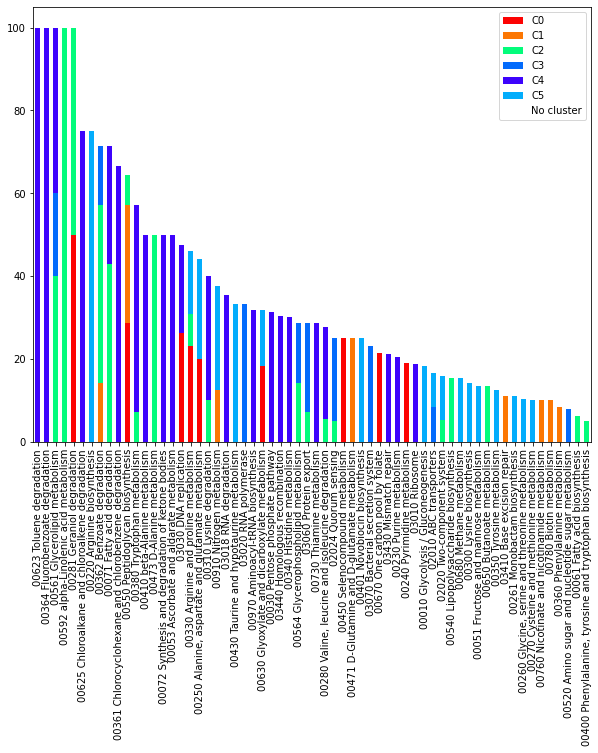 100
80
60
40
20
0
C0
C1
C2
C3
C4
C5
No cluster
00623 Toluene degradation
00364 Fluorobenzoate degradation
00561 Glycerolipid metabolism
00592 alpha-Linolenic acid metabolism
00281 Geraniol degradation
00625 Chloroalkane and chloroalkene degradation
00220 Arginine biosynthesis
00362 Benzoate degradation
00071 Fatty acid degradation
00361 Chlorocyclohexane and chlorobenzene degradation
00550 Peptidoglycan biosynthesis
00380 Tryptophan metabolism
00410 beta-Alanine metabolism
00473 D-Alanine metabolism
00072 Synthesis and degradation of ketone bodies
00053 Ascorbate and aldarate metabolism
03030 DNA replication
00330 Arginine and proline metabolism
00250 Alanine, aspartate and glutamate metabolism
00310 Lysine degradation
00910 Nitrogen metabolism
03018 RNA degradation
00430 Taurine and hypotaurine metabolism
03020 RNA polymerase
00970 Aminoacyl-tRNA biosynthesis
00630 Glyoxylate and dicarboxylate metabolism
00030 Pentose phosphate pathway
03440 Homologous recombination
00340 Histidine metabolism
00564 Glycerophospholipid metabolism
03060 Protein export
00730 Thiamine metabolism
00280 Valine, leucine and isoleucine degradation
02024 Quorum sensing
00450 Selenocompound metabolism
00471 D-Glutamine and D-glutamate metabolism
00401 Novobiocin biosynthesis
03070 Bacterial secretion system
00670 One carbon pool by folate
03430 Mismatch repair
00230 Purine metabolism
00240 Pyrimidine metabolism
03010 Ribosome
00010 Glycolysis / Gluconeogenesis
02010 ABC transporters
02020 Two-component system
00540 Lipopolysaccharide biosynthesis
00680 Methane metabolism
00300 Lysine biosynthesis
00051 Fructose and mannose metabolism
00650 Butanoate metabolism
00350 Tyrosine metabolism
03410 Base excision repair
00261 Monobactam biosynthesis
00260 Glycine, serine and threonine metabolism
00270 Cysteine and methionine metabolism
00760 Nicotinate and nicotinamide metabolism
00780 Biotin metabolism
00360 Phenylalanine metabolism
00520 Amino sugar and nucleotide sugar metabolism
00061 Fatty acid biosynthesis
00400 Phenylalanine, tyrosine and tryptophan biosynthesis